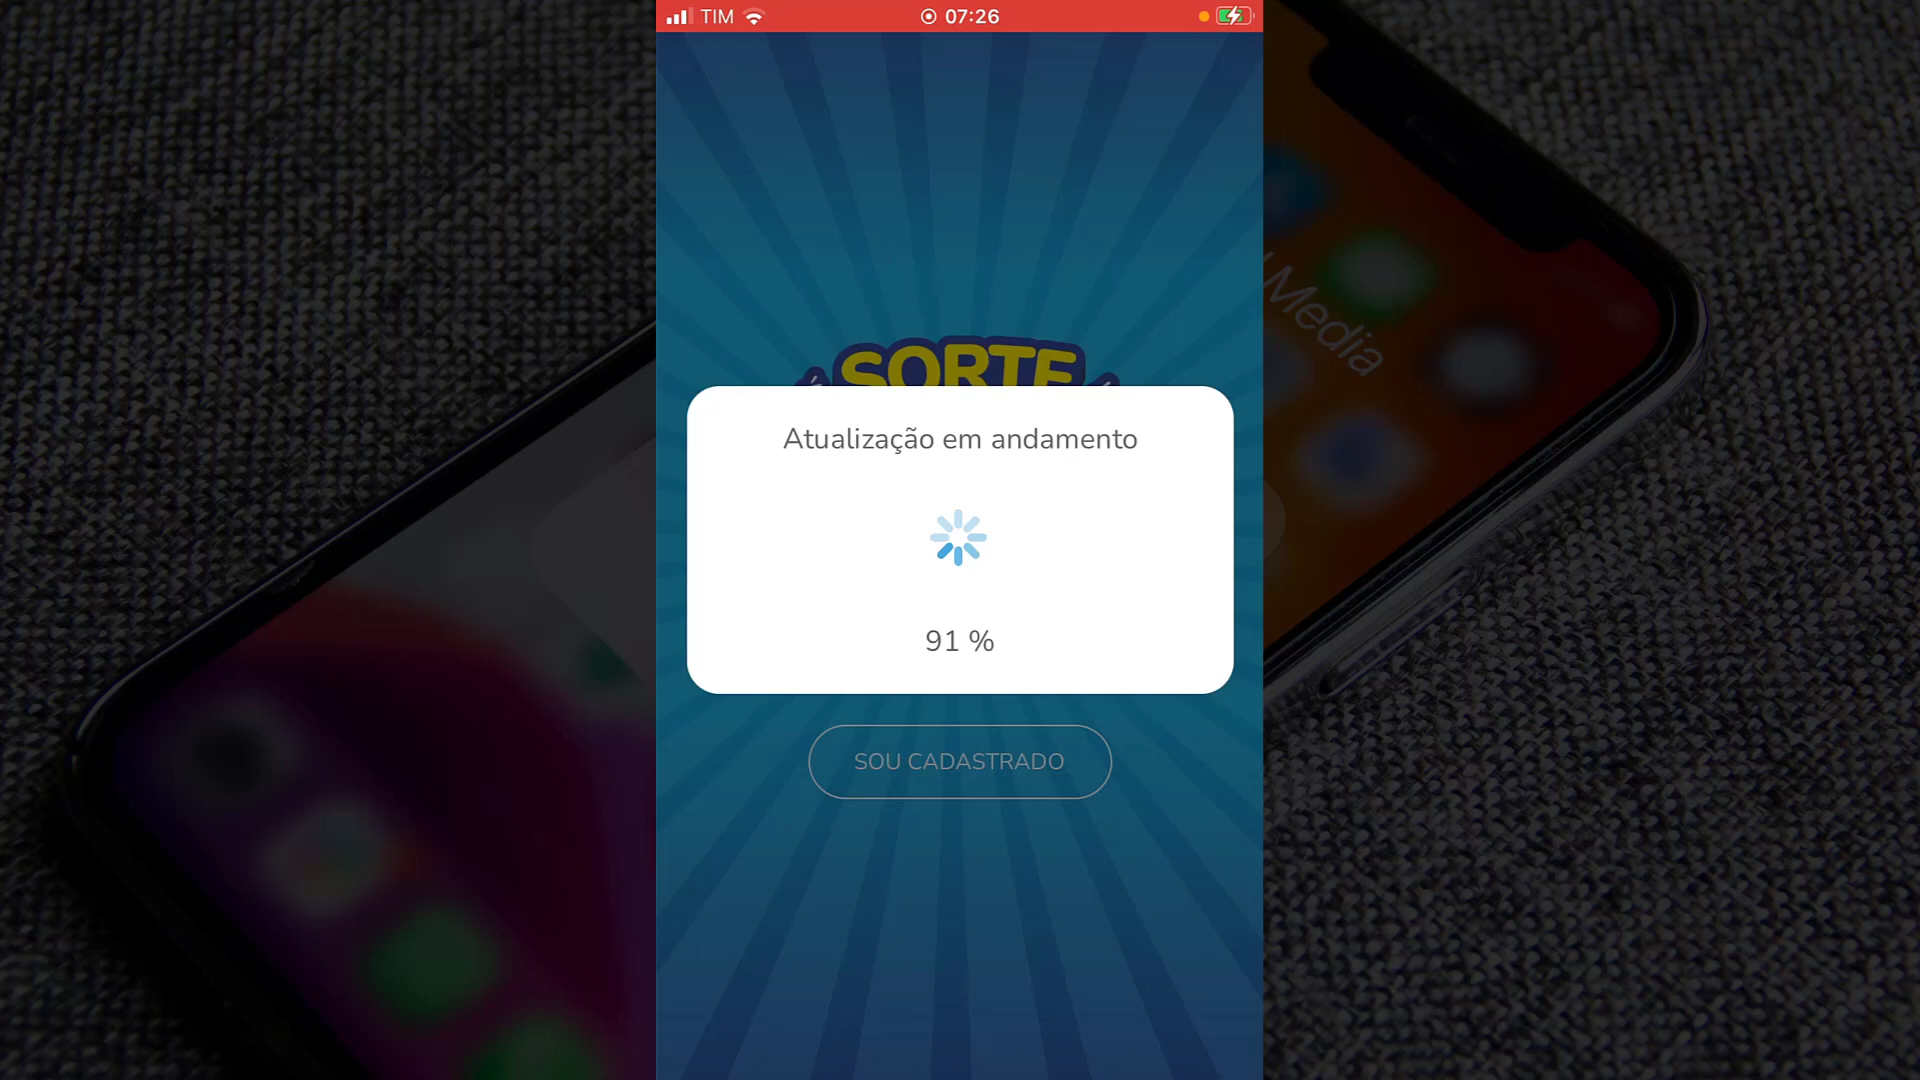 TIM
07:26
Media
SORTE
Atualização em andamento
91 %
SOU CADASTRADO